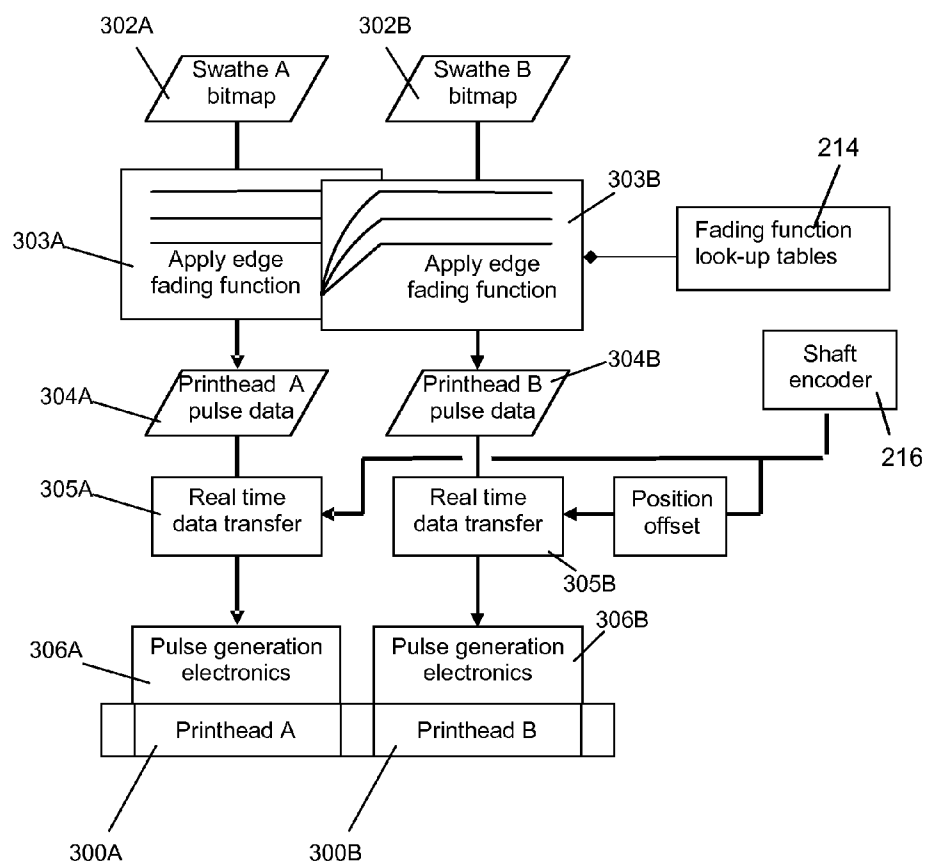 302A
302B
Swathe A
bitmap
Swathe B
bitmap
214
303B
303A
Apply edge
fading function
Apply edge
fading function
Fading function
look-up tables
304B
304A
Printhead A
pulse data
Printhead B
pulse data
Shaft
encoder
216
305A
Real time
data transfer
Real time
data transfer
Position
offset
305B
306B
306A
Pulse generation
electronics
Pulse generation
electronics
Printhead A
Printhead B
300A
300B